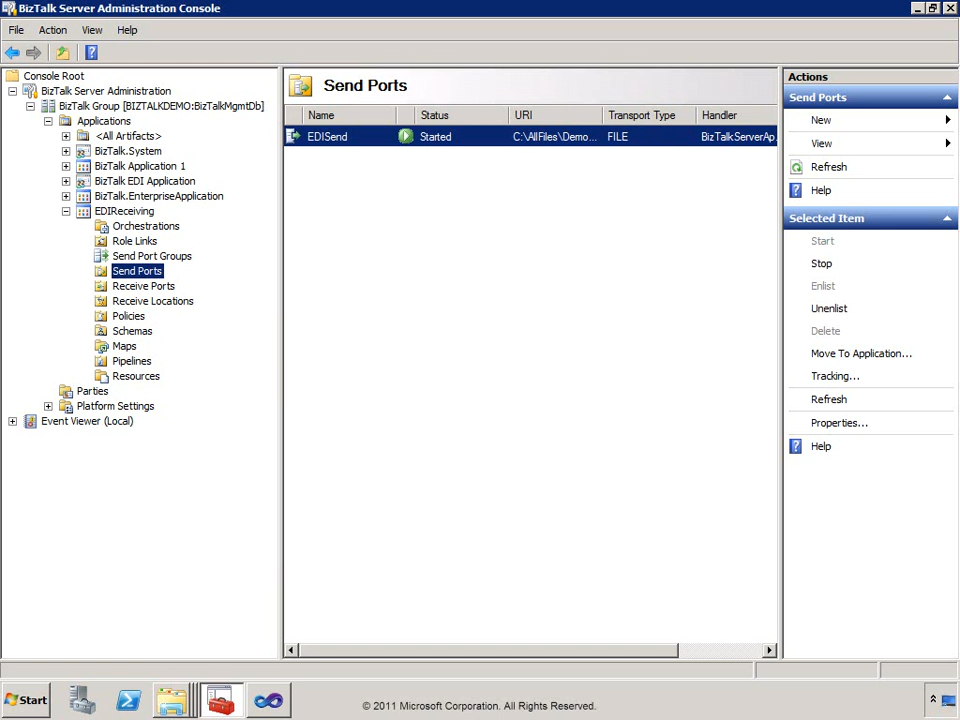 BizTalk Server Administration Console
File Action View Help
Console Root
BizTalk Server Administration
BizTalk Group [BIZTALKDEMO:BizTalkMgmtDb]
Applications
<All Artifacts>
BizTalk.System
BizTalk Application 1
BizTalk EDI Application
BizTalk.EnterpriseApplication
EDIReceiving
Orchestrations
Role Links
Send Port Groups
Send Ports
Receive Ports
Receive Locations
Policies
Schemas
Maps
Pipelines
Resources
Parties
Platform Settings
Event Viewer (Local)
Send Ports
Name Status URI Transport Type Handler
EDISend Started C:\AllFiles\Demo... FILE BizTalkServerAp.
Actions
Send Ports
New
View
Refresh
Help
Selected Item
Start
Stop
Enlist
Unenlist
Delete
Move To Application...
Tracking...
Refresh
Properties...
Help
Start
© 2011 Microsoft Corporation. All Rights Reserved.